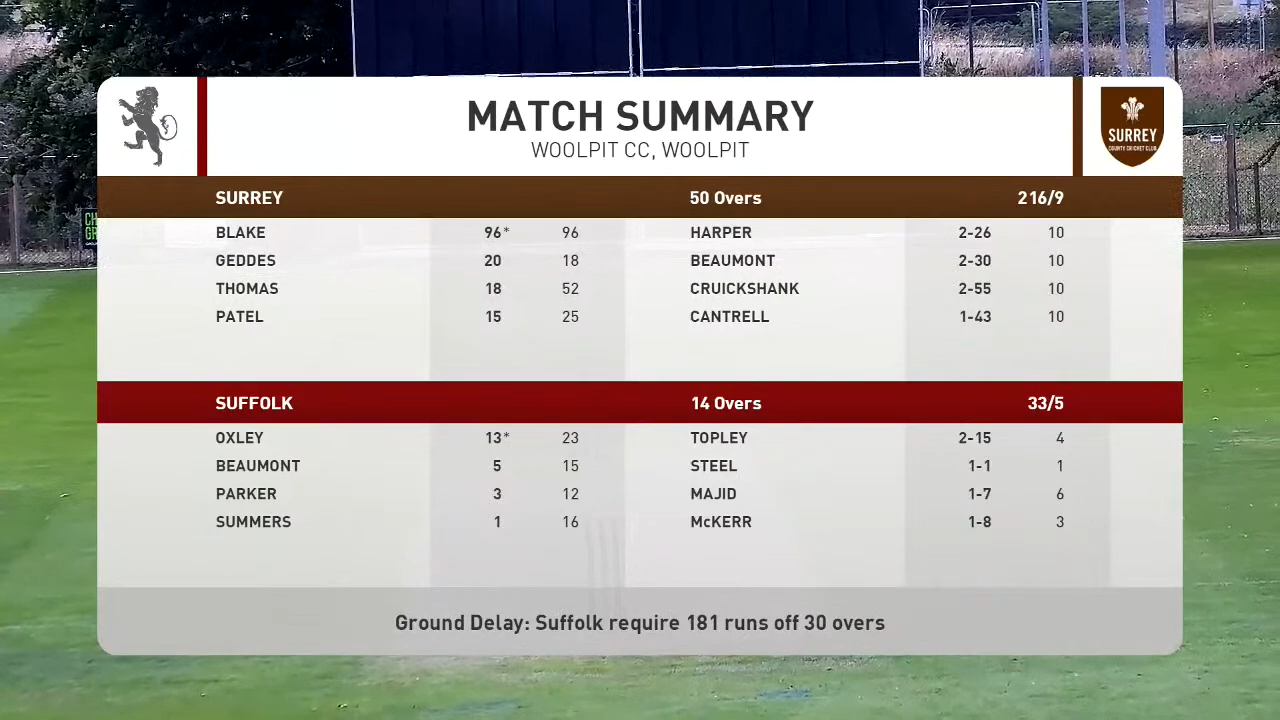 MATCH SUMMARY
WOOLPIT CC, WOOLPIT
SURREY
COUNTY CRICKET CLUB
SURREY 50 Overs 216/9
BLAKE 96* 96 HARPER 2-26 10
GEDDES 20 18 BEAUMONT 2-30 10
THOMAS 18 52 CRUICKSHANK 2-55 10
PATEL 15 25 CANTRELL 1-43 10
SUFFOLK 14 Overs 33/5
OXLEY 13* 23 TOPLEY 2-15 4
BEAUMONT 5 15 STEEL 1-1 1
PARKER 3 12 MAJID 1-7 6
SUMMERS 1 16 McKERR 1-8 3
Ground Delay: Suffolk require 181 runs off 30 overs